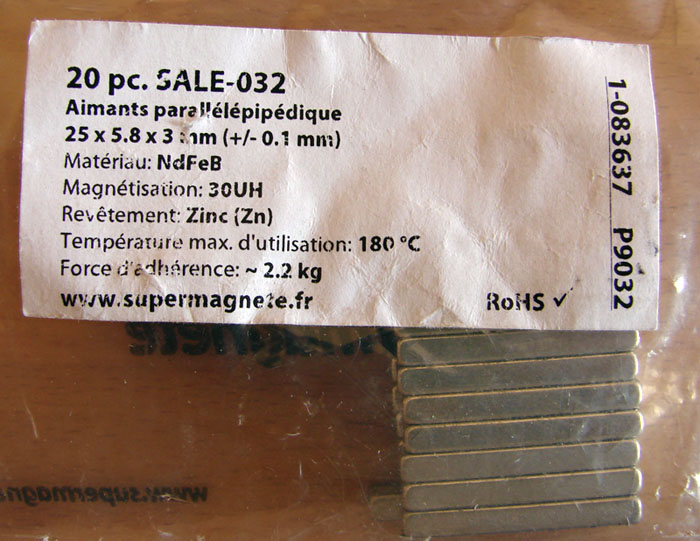 20 pc. SALE-032
Aimants parallélépipédique
25 x 5.8 x 3 mm (+/- 0.1 mm)
Matériau: NdFeB
Magnétisation: 30UH
Revêtement: Zinc (Zn)
Température max. d'utilisation: 180 °C
Force d'adhérence: ~ 2.2 kg
www.supermagnete.fr
RoHS ✓
1-083637 P9032